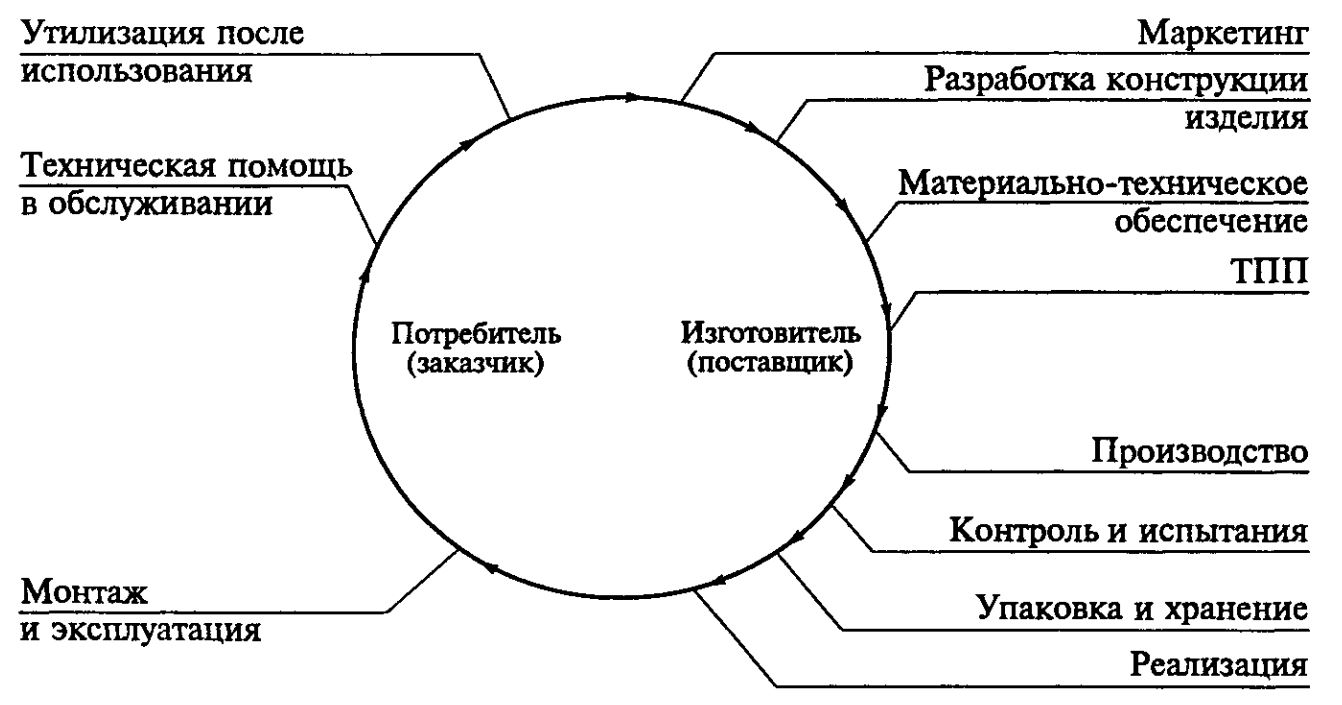 Утилизация после
использования
Техническая помощь
в обслуживании
Потребитель
(заказчик)
Монтаж
и эксплуатация
Маркетинг
Разработка конструкции
изделия
Материально-техническое
обеспечение
ТПП
Изготовитель
(поставщик)
Производство
Контроль и испытания
Упаковка и хранение
Реализация